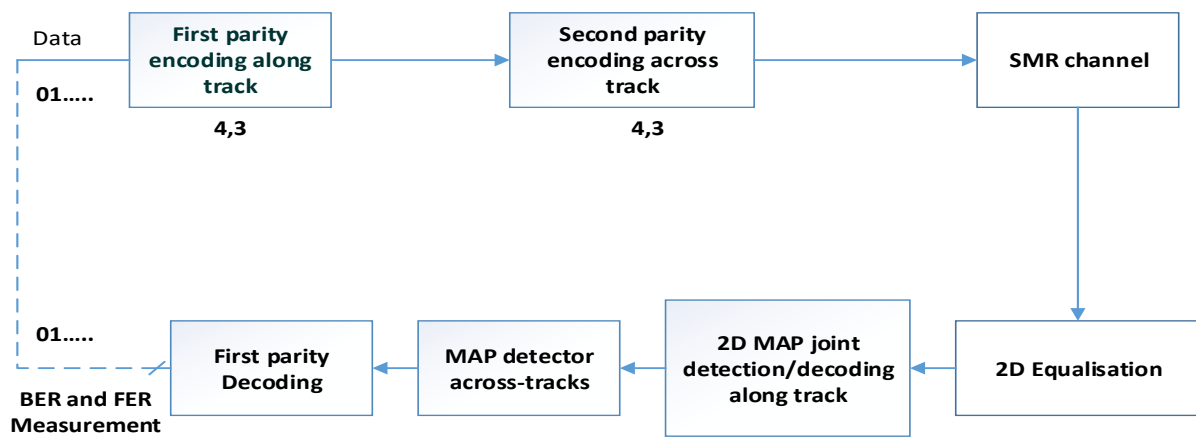 Data
01.....
First parity
encoding along
track
4,3
Second parity
encoding across
track
4,3
SMR channel
2D Equalisation
2D MAP joint
detection/decoding
along track
MAP detector
across-tracks
First parity
Decoding
01.....
BER and FER
Measurement